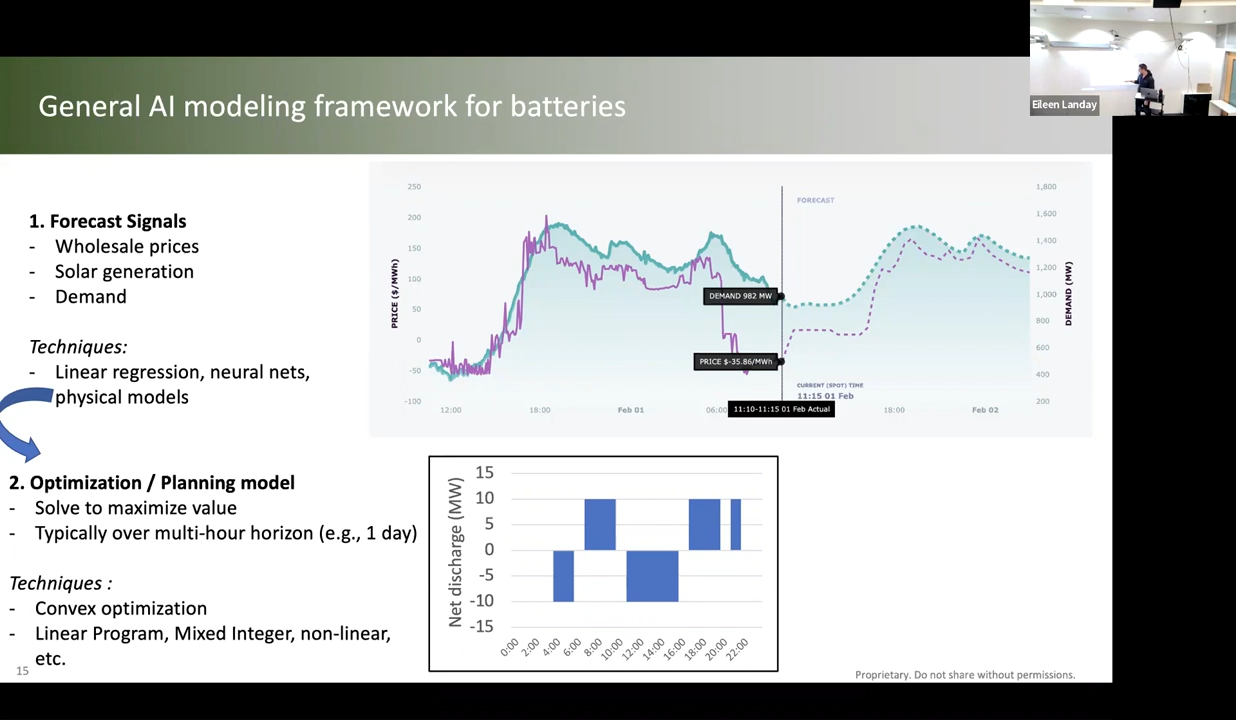 Eileen Landay
General AI modeling framework for batteries
1. Forecast Signals
- Wholesale prices
- Solar generation
- Demand
Techniques:
- Linear regression, neural nets,
physical models
2. Optimization / Planning model
- Solve to maximize value
- Typically over multi-hour horizon (e.g., 1 day)
Techniques :
- Convex optimization
- Linear Program, Mixed Integer, non-linear,
etc.
15
PRICE ($/MWh)
250
200
150
100
50
0
-50
-100
12:00
18:00
Feb 01
06:00
18:00
Feb 02
FORECAST
DEMAND 982 MW
PRICE $-35.86/MWh
CURRENT (SPOT) TIME
11:15 01 Feb
11:10-11:15 01 Feb Actual
1,800
1,600
1,400
1,200
1,000
800
600
400
200
DEMAND (MW)
Net discharge (MW)
15
10
5
0
-5
-10
-15
0:00
2:00
4:00
6:00
8:00
10:00
12:00
14:00
16:00
18:00
20:00
22:00
Proprietary. Do not share without permissions.